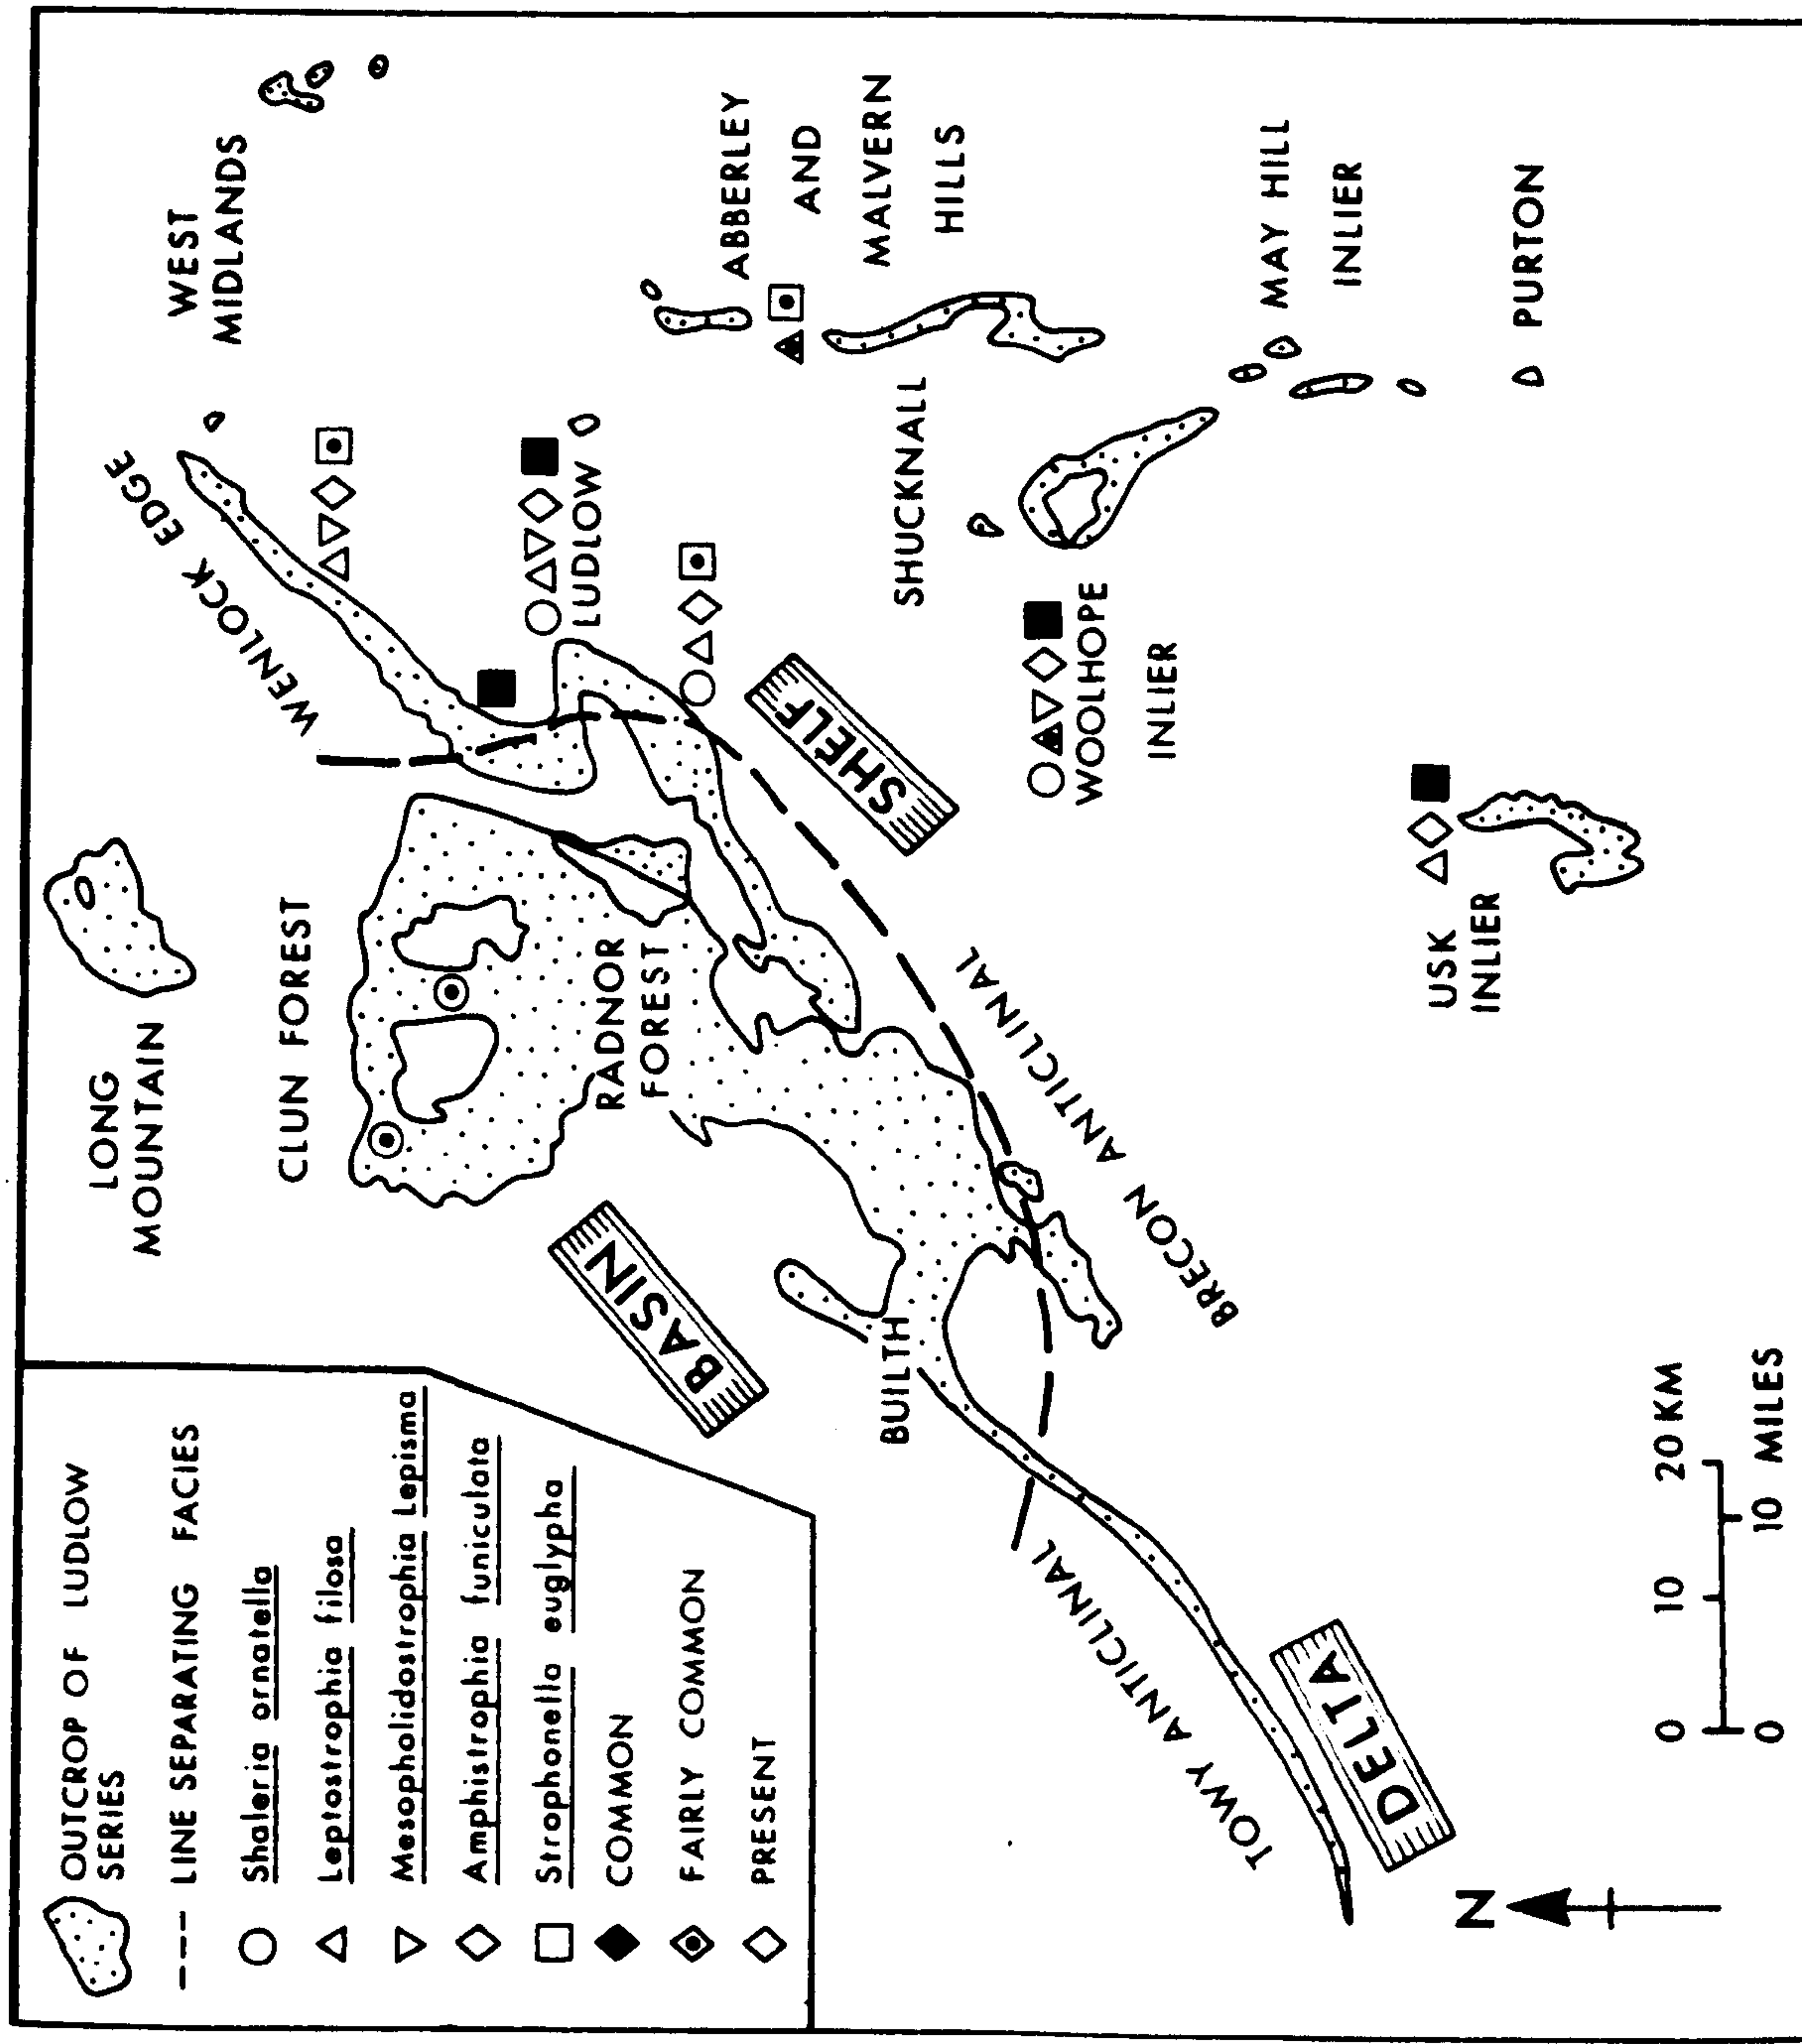 OUTCROP OF LUDLOW
SERIES
LINE SEPARATING FACIES
Shaleria ornatella
Leptostrophia filosa
Mesopholidostrophia Lepisma
Amphistrophia funiculata
Strophonella euglypha
COMMON
FAIRLY COMMON
PRESENT
LONG
MOUNTAIN
CLUN FOREST
WENLOCK EDGE
WEST
MIDLANDS
RADNOR
FOREST
LUDLOW
BASIN
SHELF
ABBERLEY
AND
MALVERN
HILLS
BUILTH
SHUCKNALL
BRECON ANTICLINAL
WOOLHOPE
INLIER
MAY HILL
INLIER
TOWY ANTICLINAL
DELTA
USK
INLIER
PURTON
N
0 10 20 KM
0 10 MILES